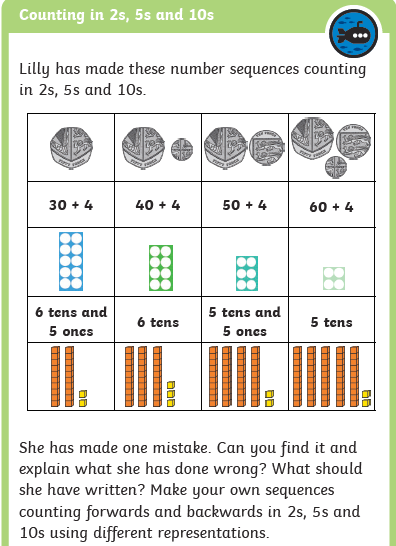 Counting in 2s, 5s and 10s
Lilly has made these number sequences counting
in 2s, 5s and 10s.
30 + 4 40 + 4 50 + 4 60 + 4
6 tens and 5 ones 6 tens 5 tens and 5 ones 5 tens
She has made one mistake. Can you find it and
explain what she has done wrong? What should
she have written? Make your own sequences
counting forwards and backwards in 2s, 5s and
10s using different representations.